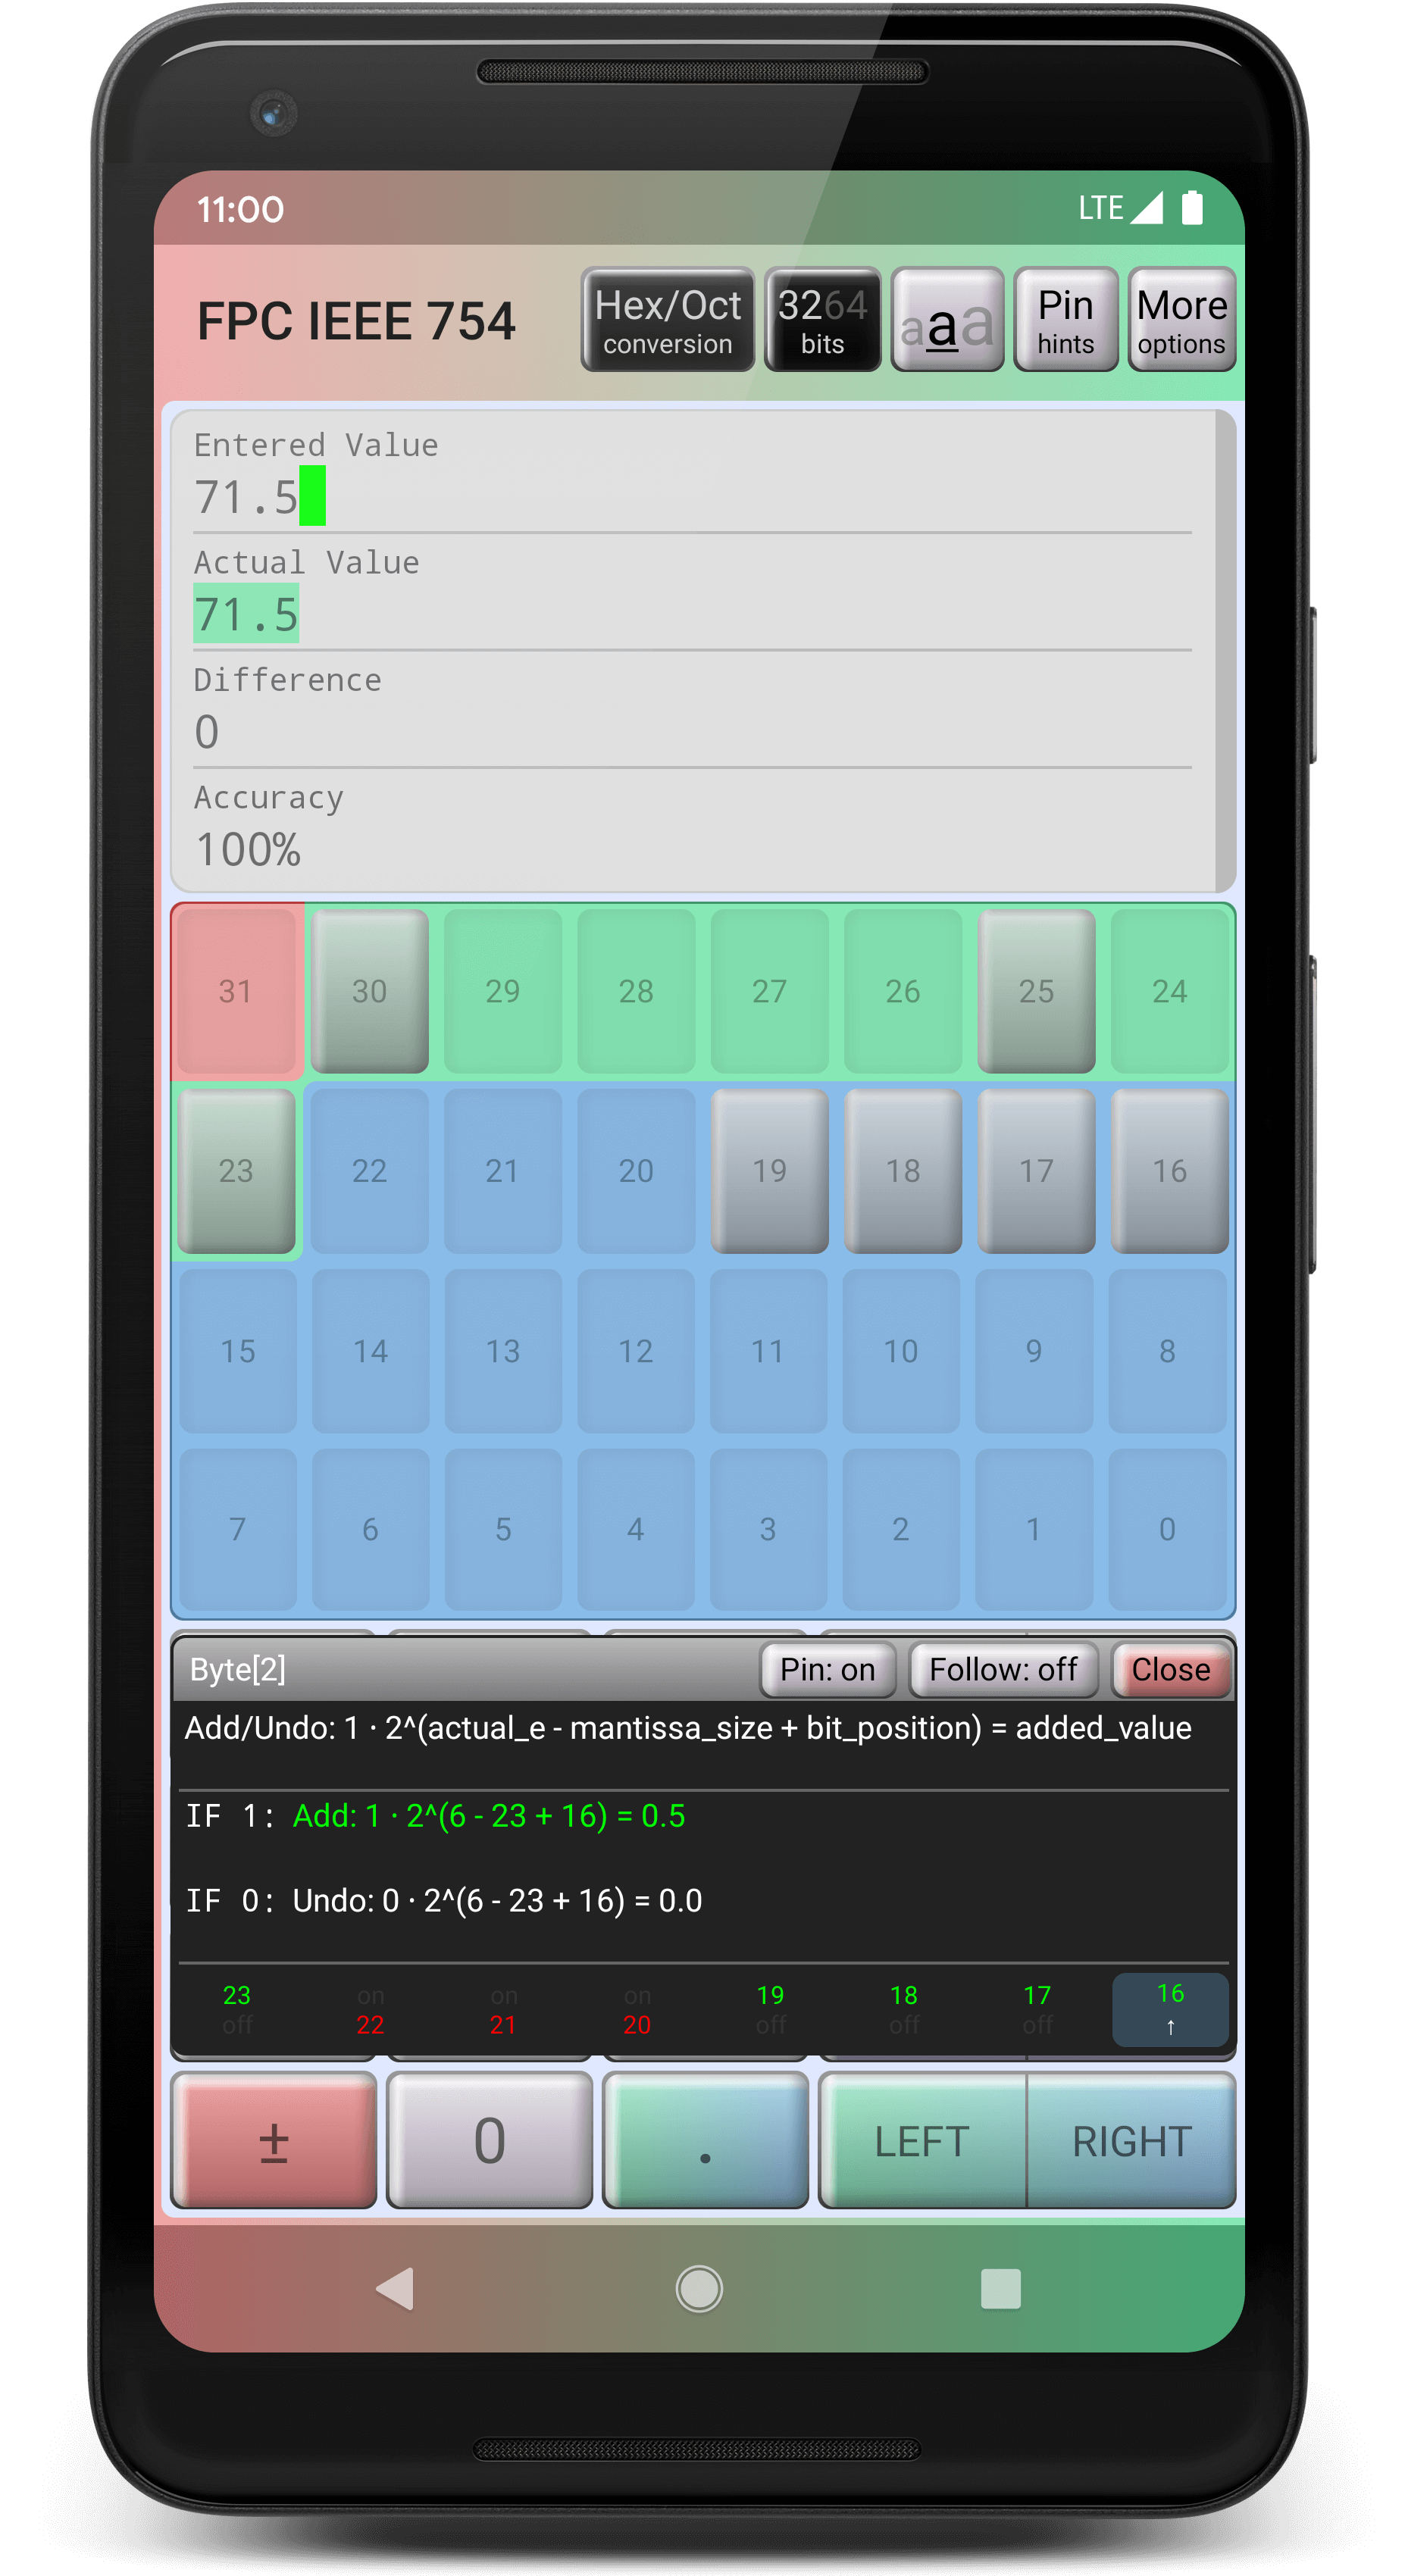 11:00 LTE
FPC IEEE 754
Hex/Oct
conversion
3264
bits
aaa
Pin
hints
More
options
Entered Value
71.5
Actual Value
71.5
Difference
0
Accuracy
100%
31 30 29 28 27 26 25 24
23 22 21 20 19 18 17 16
15 14 13 12 11 10 9 8
7 6 5 4 3 2 1 0
Byte[2] Pin: on Follow: off Close
Add/Undo: 1 · 2^(actual_e - mantissa_size + bit_position) = added_value
IF 1: Add: 1 · 2^(6 - 23 + 16) = 0.5
IF 0: Undo: 0 · 2^(6 - 23 + 16) = 0.0
23 on on on 19 18 17 16
off 22 21 20 off off off ↑
± 0 . LEFT RIGHT